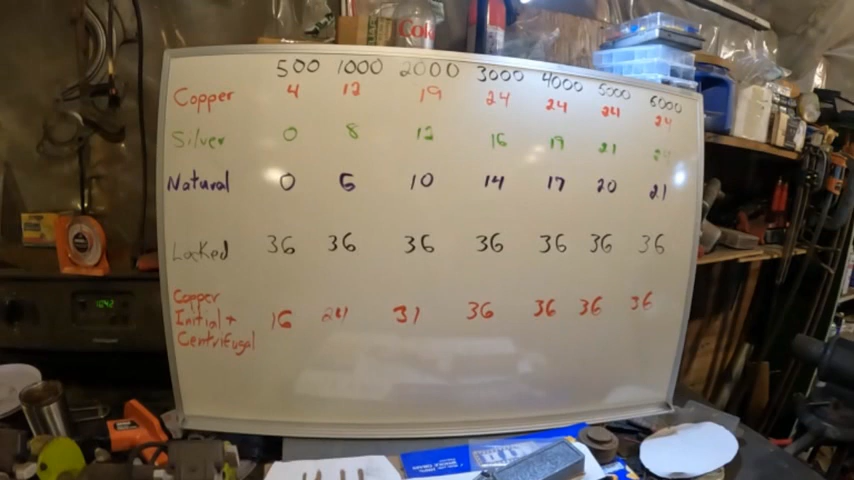 Coke
500 1000 2000 3000 4000 5000 6000
Copper 4 12 19 24 24 24 24
Silver 0 8 12 16 19 21
Natural 0 6 10 14 17 20 21
Locked 36 36 36 36 36 36 36
Copper
Initial +
Centrifugal 16 24 31 36 36 36 36